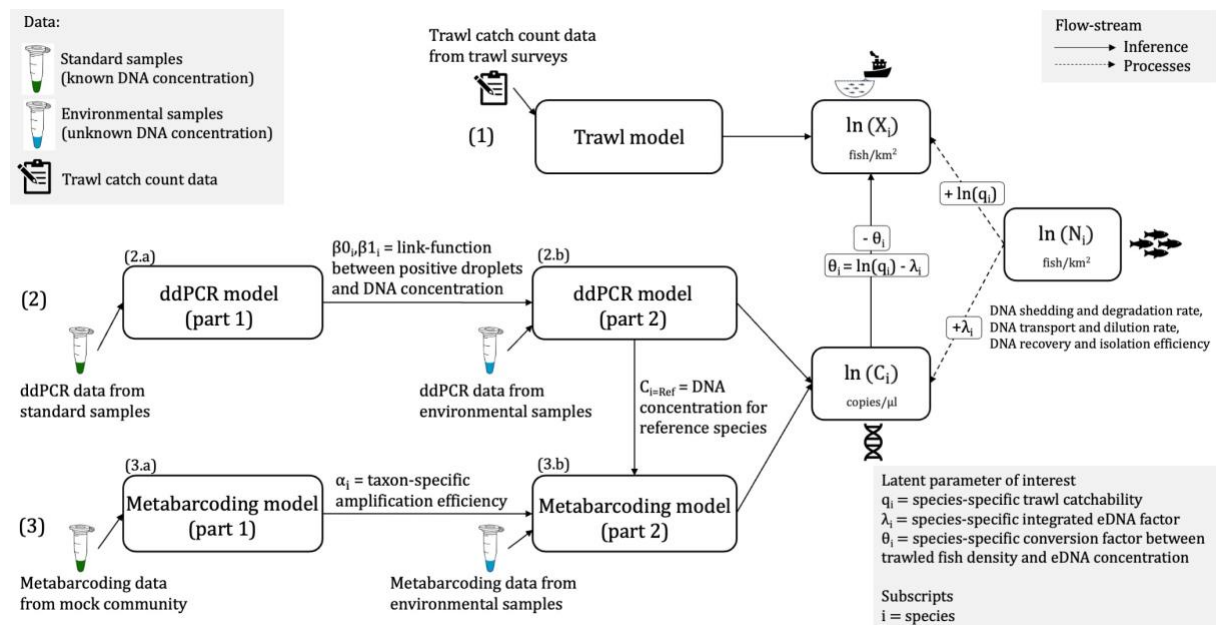 Data:
Standard samples
(known DNA concentration)
Environmental samples
(unknown DNA concentration)
Trawl catch count data
Trawl catch count data
from trawl surveys
Flow-stream
Inference
Processes
(1)
Trawl model
ln (Xᵢ)
fish/km²
+ ln(qᵢ)
ln (Nᵢ)
fish/km²
- θᵢ
θᵢ = ln(qᵢ) - λᵢ
+λᵢ
DNA shedding and degradation rate,
DNA transport and dilution rate,
DNA recovery and isolation efficiency
(2)
(2.a)
ddPCR model
(part 1)
β0ᵢ,β1ᵢ = link-function
between positive droplets
and DNA concentration
(2.b)
ddPCR model
(part 2)
ddPCR data from
standard samples
ddPCR data from
environmental samples
Cᵢ₌Ref = DNA
concentration for
reference species
ln (Cᵢ)
copies/µl
(3)
(3.a)
Metabarcoding model
(part 1)
αᵢ = taxon-specific
amplification efficiency
(3.b)
Metabarcoding model
(part 2)
Metabarcoding data
from mock community
Metabarcoding data from
environmental samples
Latent parameter of interest
qᵢ = species-specific trawl catchability
λᵢ = species-specific integrated eDNA factor
θᵢ = species-specific conversion factor between
trawled fish density and eDNA concentration
Subscripts
i = species